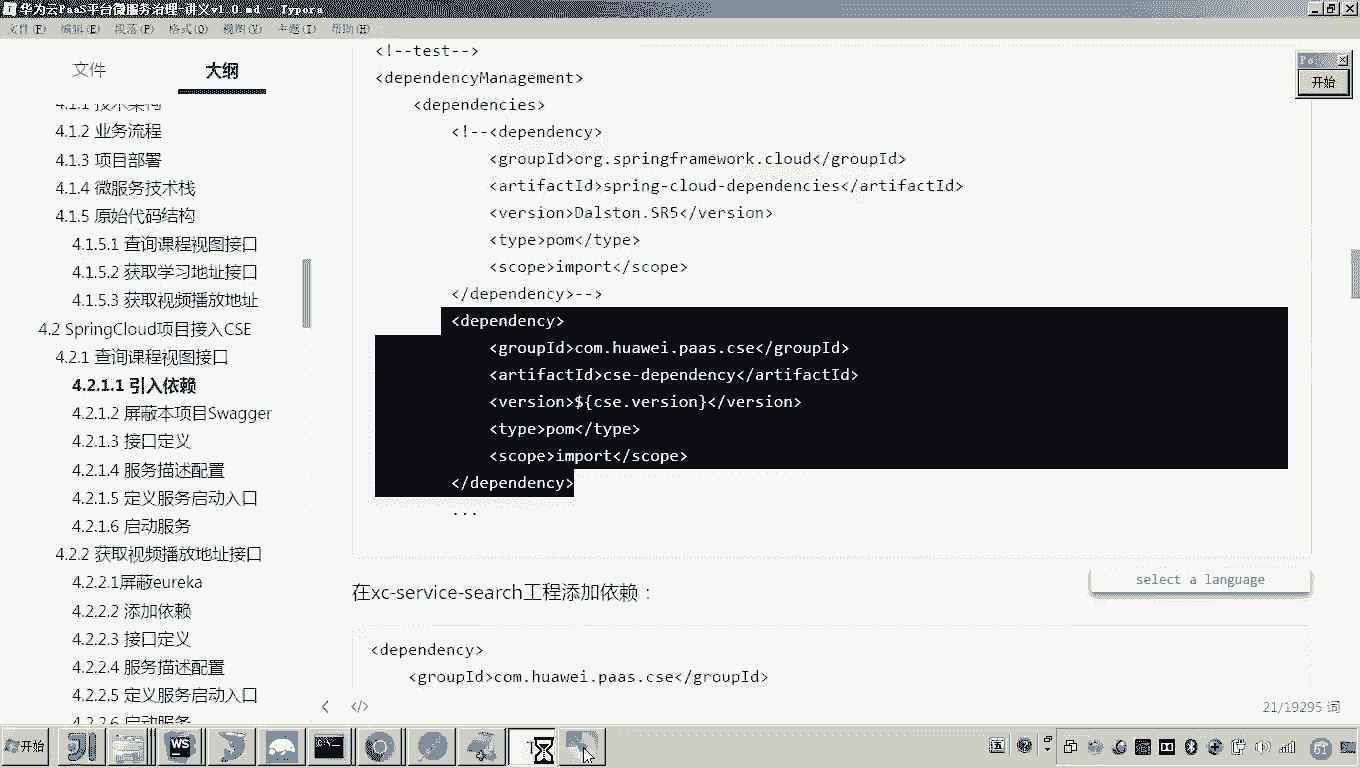 华为云PaaS平台微服务治理-讲义v1.0.md - Typora
文件(F) 编辑(E) 段落(P) 格式(O) 视图(V) 主题(T) 帮助(H)
文件 大纲
4.1.1 技术架构
4.1.2 业务流程
4.1.3 项目部署
4.1.4 微服务技术栈
4.1.5 原始代码结构
4.1.5.1 查询课程视图接口
4.1.5.2 获取学习地址接口
4.1.5.3 获取视频播放地址
4.2 SpringCloud项目接入CSE
4.2.1 查询课程视图接口
4.2.1.1 引入依赖
4.2.1.2 屏蔽本项目Swagger
4.2.1.3 接口定义
4.2.1.4 服务描述配置
4.2.1.5 定义服务启动入口
4.2.1.6 启动服务
4.2.2 获取视频播放地址接口
4.2.2.1屏蔽eureka
4.2.2.2 添加依赖
4.2.2.3 接口定义
4.2.2.4 服务描述配置
4.2.2.5 定义服务启动入口
4.2.2.6 启动服务
<!--test-->
<dependencyManagement>
<dependencies>
<!--<dependency>
<groupId>org.springframework.cloud</groupId>
<artifactId>spring-cloud-dependencies</artifactId>
<version>Dalston.SR5</version>
<type>pom</type>
<scope>import</scope>
</dependency>-->
<dependency>
<groupId>com.huawei.paas.cse</groupId>
<artifactId>cse-dependency</artifactId>
<version>${cse.version}</version>
<type>pom</type>
<scope>import</scope>
</dependency>
...
select a language
在xc-service-search工程添加依赖：
<dependency>
<groupId>com.huawei.paas.cse</groupId>
</>
21/19295 词
Po
开始
开始
WS
61